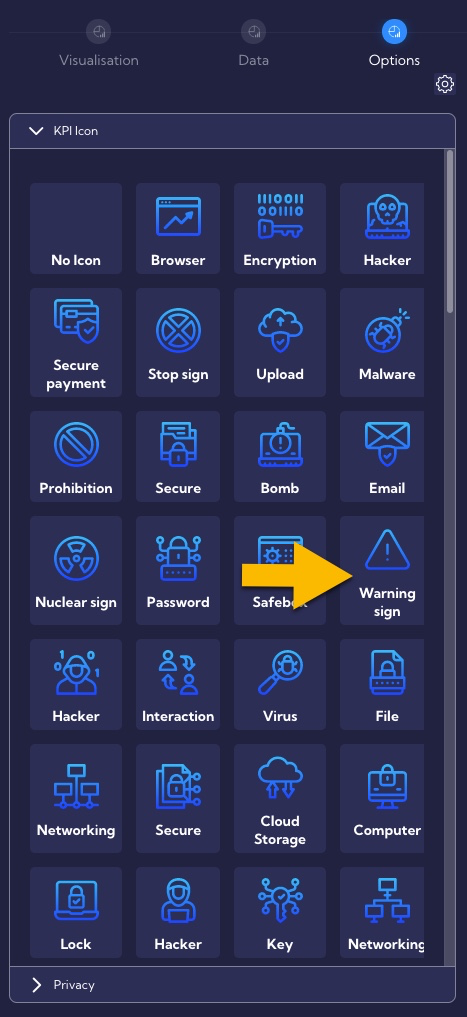 Visualisation
Data
Options
KPI Icon
No Icon
Browser
Encryption
Hacker
Secure
payment
Stop sign
Upload
Malware
Prohibition
Secure
Bomb
Email
Nuclear sign
Password
Safebox
Warning
sign
Hacker
Interaction
Virus
File
Networking
Secure
Cloud
Storage
Computer
Lock
Hacker
Key
Networking
Privacy